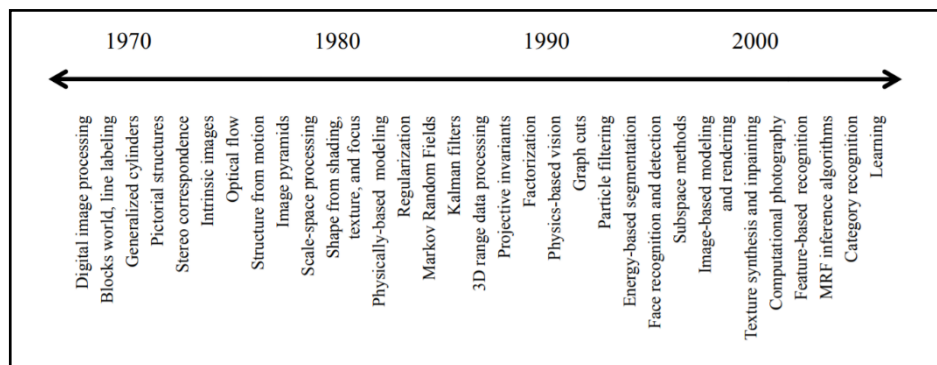 1970
1980
1990
2000
Digital image processing
Blocks world, line labeling
Generalized cylinders
Pictorial structures
Stereo correspondence
Intrinsic images
Optical flow
Structure from motion
Image pyramids
Scale-space processing
Shape from shading,
texture, and focus
Physically-based modeling
Regularization
Markov Random Fields
Kalman filters
3D range data processing
Projective invariants
Factorization
Physics-based vision
Graph cuts
Particle filtering
Energy-based segmentation
Face recognition and detection
Subspace methods
Image-based modeling
and rendering
Texture synthesis and inpainting
Computational photography
Feature-based recognition
MRF inference algorithms
Category recognition
Learning